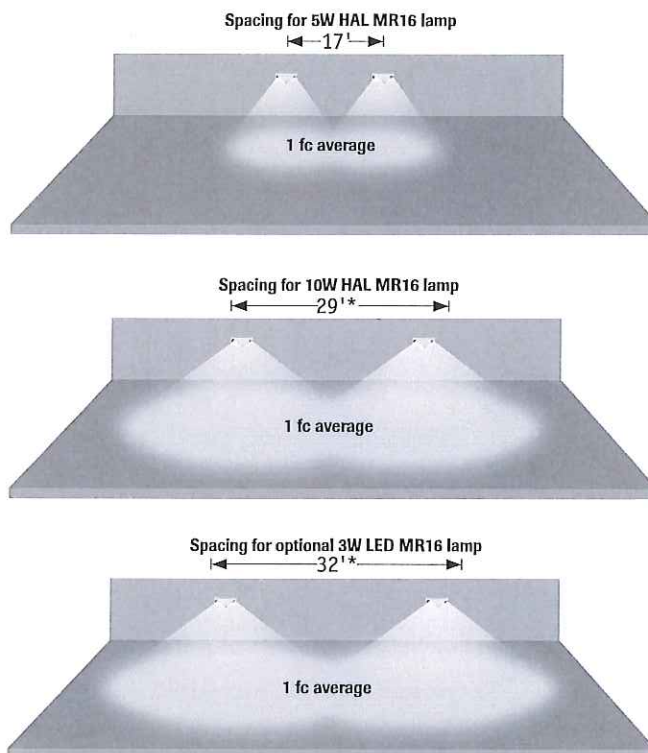 Spacing for 5W HAL MR16 lamp
17'
1 fc average
Spacing for 10W HAL MR16 lamp
29'*
1 fc average
Spacing for optional 3W LED MR16 lamp
32'*
1 fc average